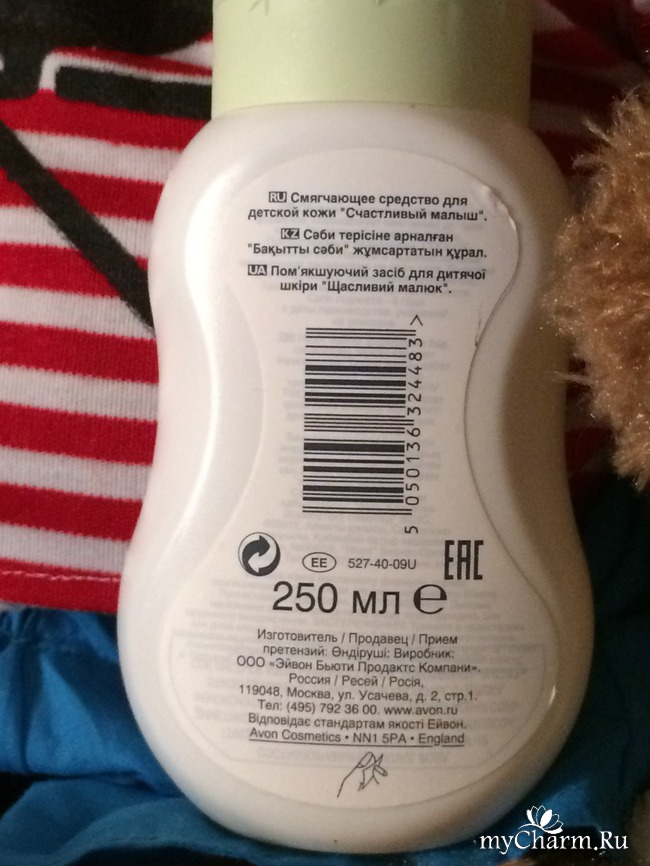 RU Смягчающее средство для
детской кожи "Счастливый малыш".
KZ Сәби терісіне арналған
"Бақытты сәби" жұмсартатын құрал.
UA Пом'якшуючий засіб для дитячої
шкіри "Щасливий малюк".
5 050136 324483 >
EE 527-40-09U EAC
250 мл e
Изготовитель / Продавец / Прием
претензий: Өндіруші: Виробник:
ООО «Эйвон Бьюти Продактс Компани».
Россия / Ресей / Росія,
119048, Москва, ул. Усачева, д. 2, стр.1.
Тел: (495) 792 36 00. www.avon.ru
Відповідає стандартам якості Ейвон.
Avon Cosmetics • NN1 5PA • England
myCharm.Ru